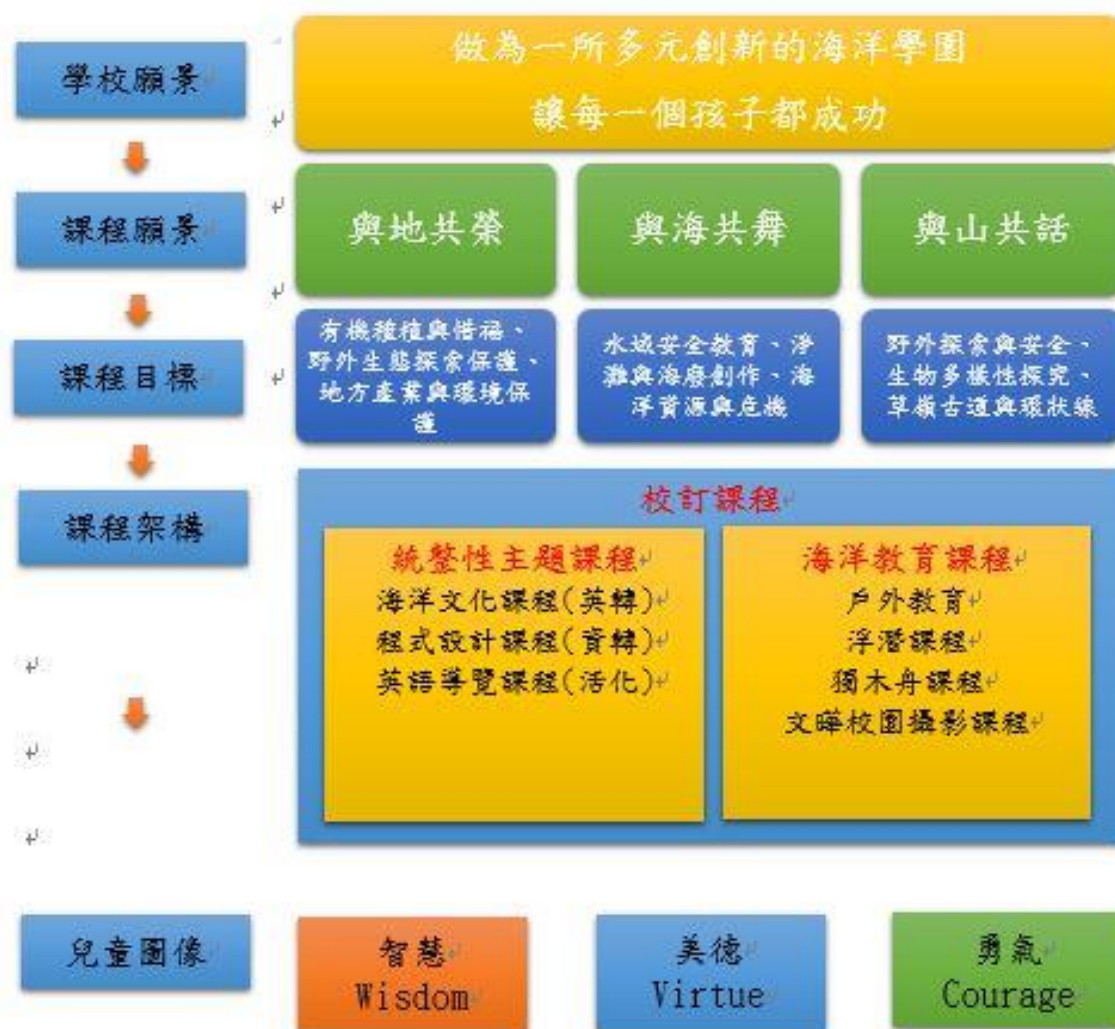 學校願景
做為一所多元創新的海洋學園
讓每一個孩子都成功
課程願景
與地共榮
與海共舞
與山共話
課程目標
有機種植與惜福、
野外生態探索保護、
地方產業與環境保
護
水域安全教育、淨
灘與海廢創作、海
洋資源與危機
野外探索與安全、
生物多樣性探究、
草嶺古道與環狀線
課程架構
校訂課程
統整性主題課程
海洋文化課程(英韓)
程式設計課程(資韓)
英語導覽課程(活化)
海洋教育課程
戶外教育
浮潛課程
獨木舟課程
文曄校園攝影課程
兒童圖像
智慧
Wisdom
美德
Virtue
勇氣
Courage